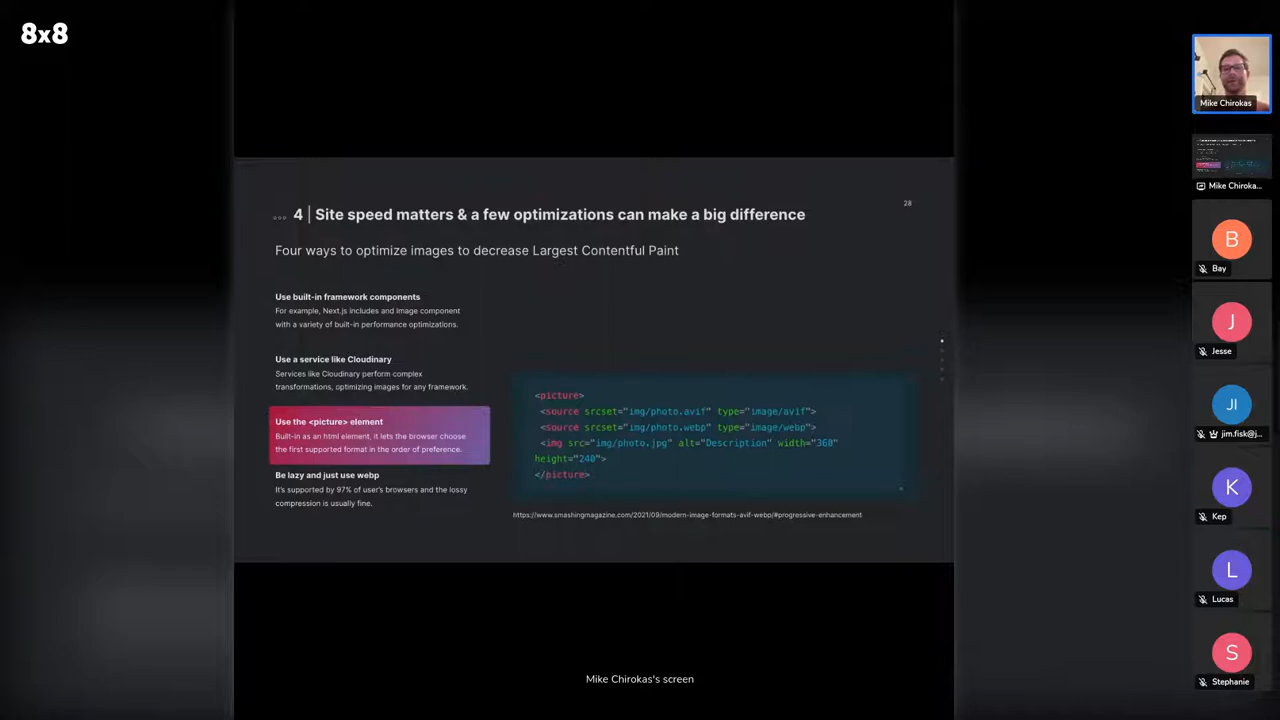 8x8
4 | Site speed matters & a few optimizations can make a big difference
28
Four ways to optimize images to decrease Largest Contentful Paint
Use built-in framework components
For example, Next.js includes and Image component
with a variety of built-in performance optimizations.
Use a service like Cloudinary
Services like Cloudinary perform complex
transformations, optimizing images for any framework.
Use the <picture> element
Built-in as an html element, it lets the browser choose
the first supported format in the order of preference.
Be lazy and just use webp
It's supported by 97% of user's browsers and the lossy
compression is usually fine.
<picture>
<source srcset="img/photo.avif" type="image/avif">
<source srcset="img/photo.webp" type="image/webp">
<img src="img/photo.jpg" alt="Description" width="360"
height="240">
</picture>
https://www.smashingmagazine.com/2021/09/modern-image-formats-avif-webp/#progressive-enhancement
Mike Chirokas's screen
Mike Chirokas
Mike Chiroka...
B
Bay
J
Jesse
JI
jim.fisk@j...
K
Kep
L
Lucas
S
Stephanie